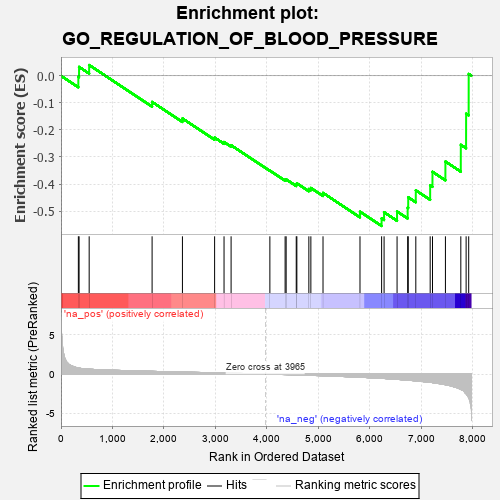 Enrichment plot:
GO_REGULATION_OF_BLOOD_PRESSURE
Enrichment score (ES)
0.0
-0.1
-0.2
-0.3
-0.4
-0.5
'na_pos' (positively correlated)
Ranked list metric (PreRanked)
5
0
-5
Zero cross at 3965
'na_neg' (negatively correlated)
0
1,000
2,000
3,000
4,000
5,000
6,000
7,000
8,000
Rank in Ordered Dataset
Enrichment profile
Hits
Ranking metric scores